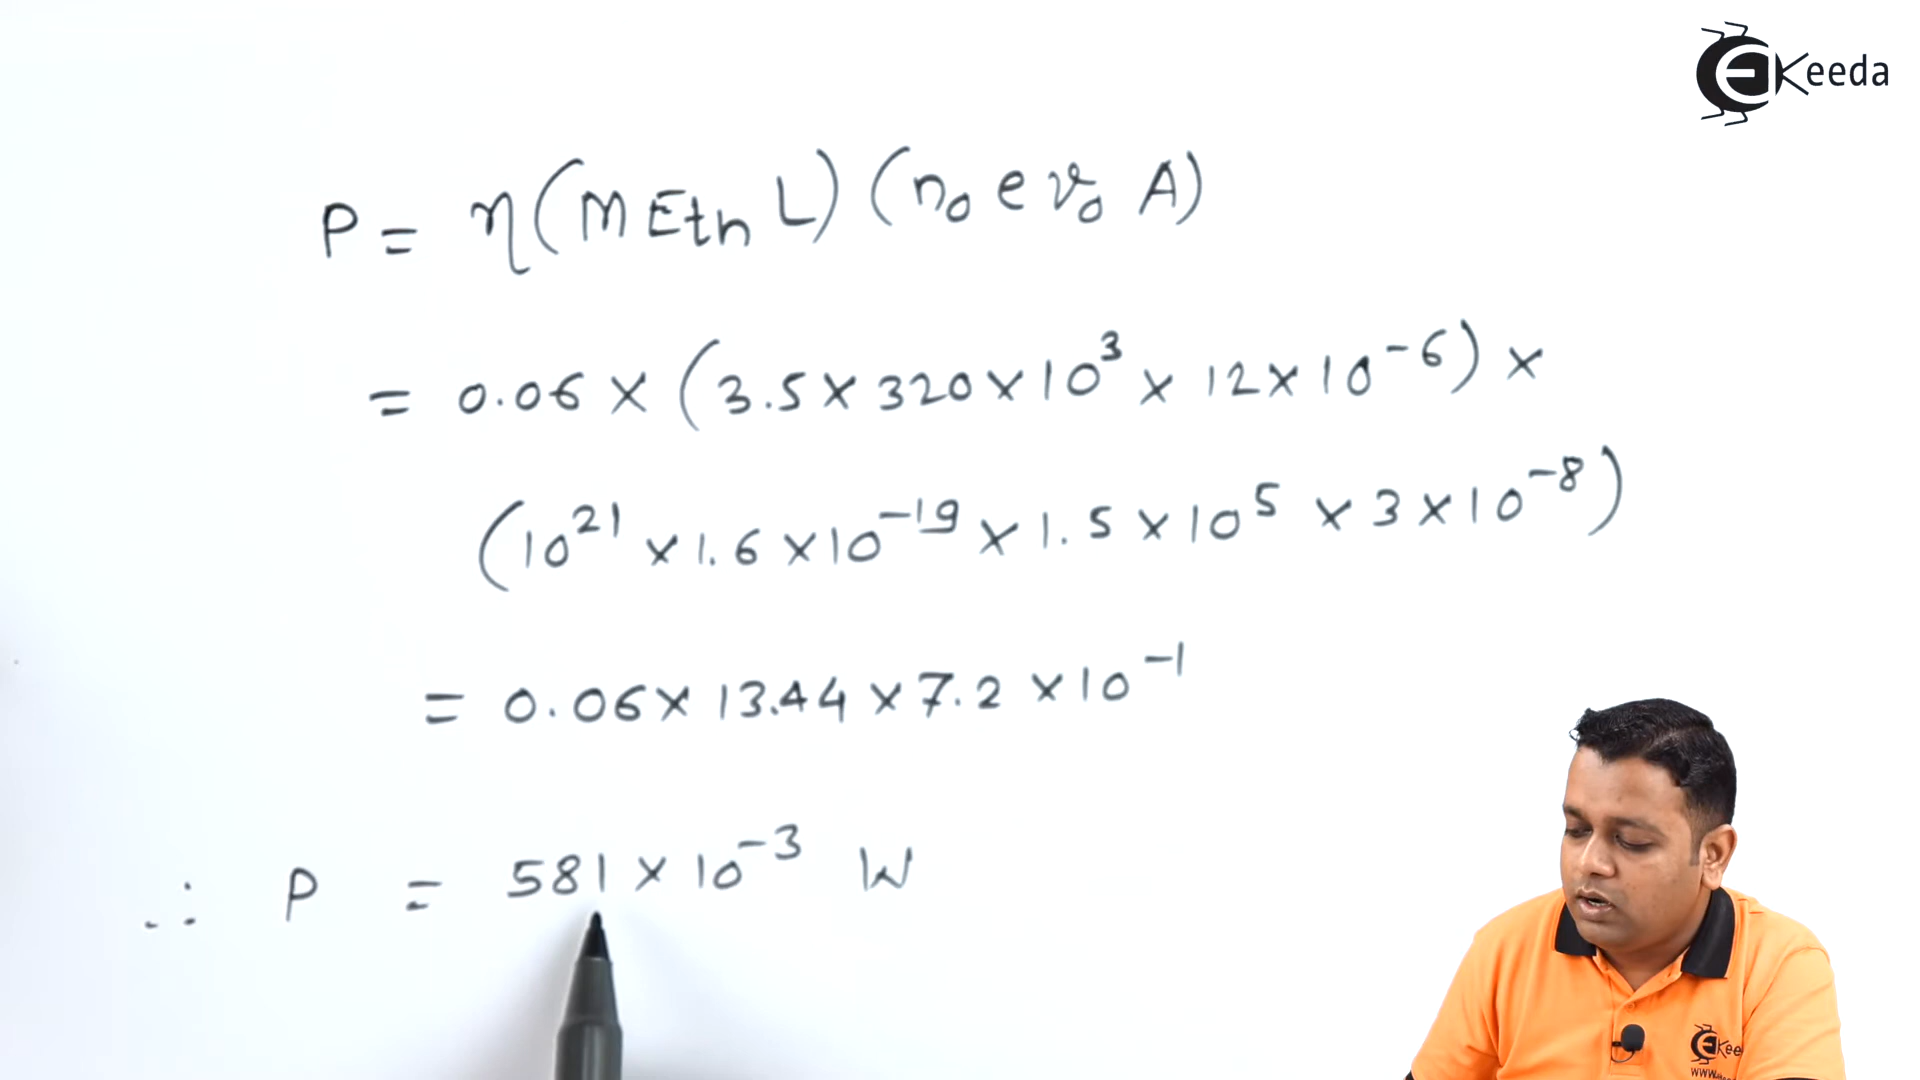 EKeeda
P = η(M Eth L) (n₀ e v₀ A)
= 0.06 × (3.5 × 320 × 10³ × 12 × 10⁻⁶) ×
(10²¹ × 1.6 × 10⁻¹⁹ × 1.5 × 10⁵ × 3 × 10⁻⁸)
= 0.06 × 13.44 × 7.2 × 10⁻¹
∴ P = 581 × 10⁻³ W